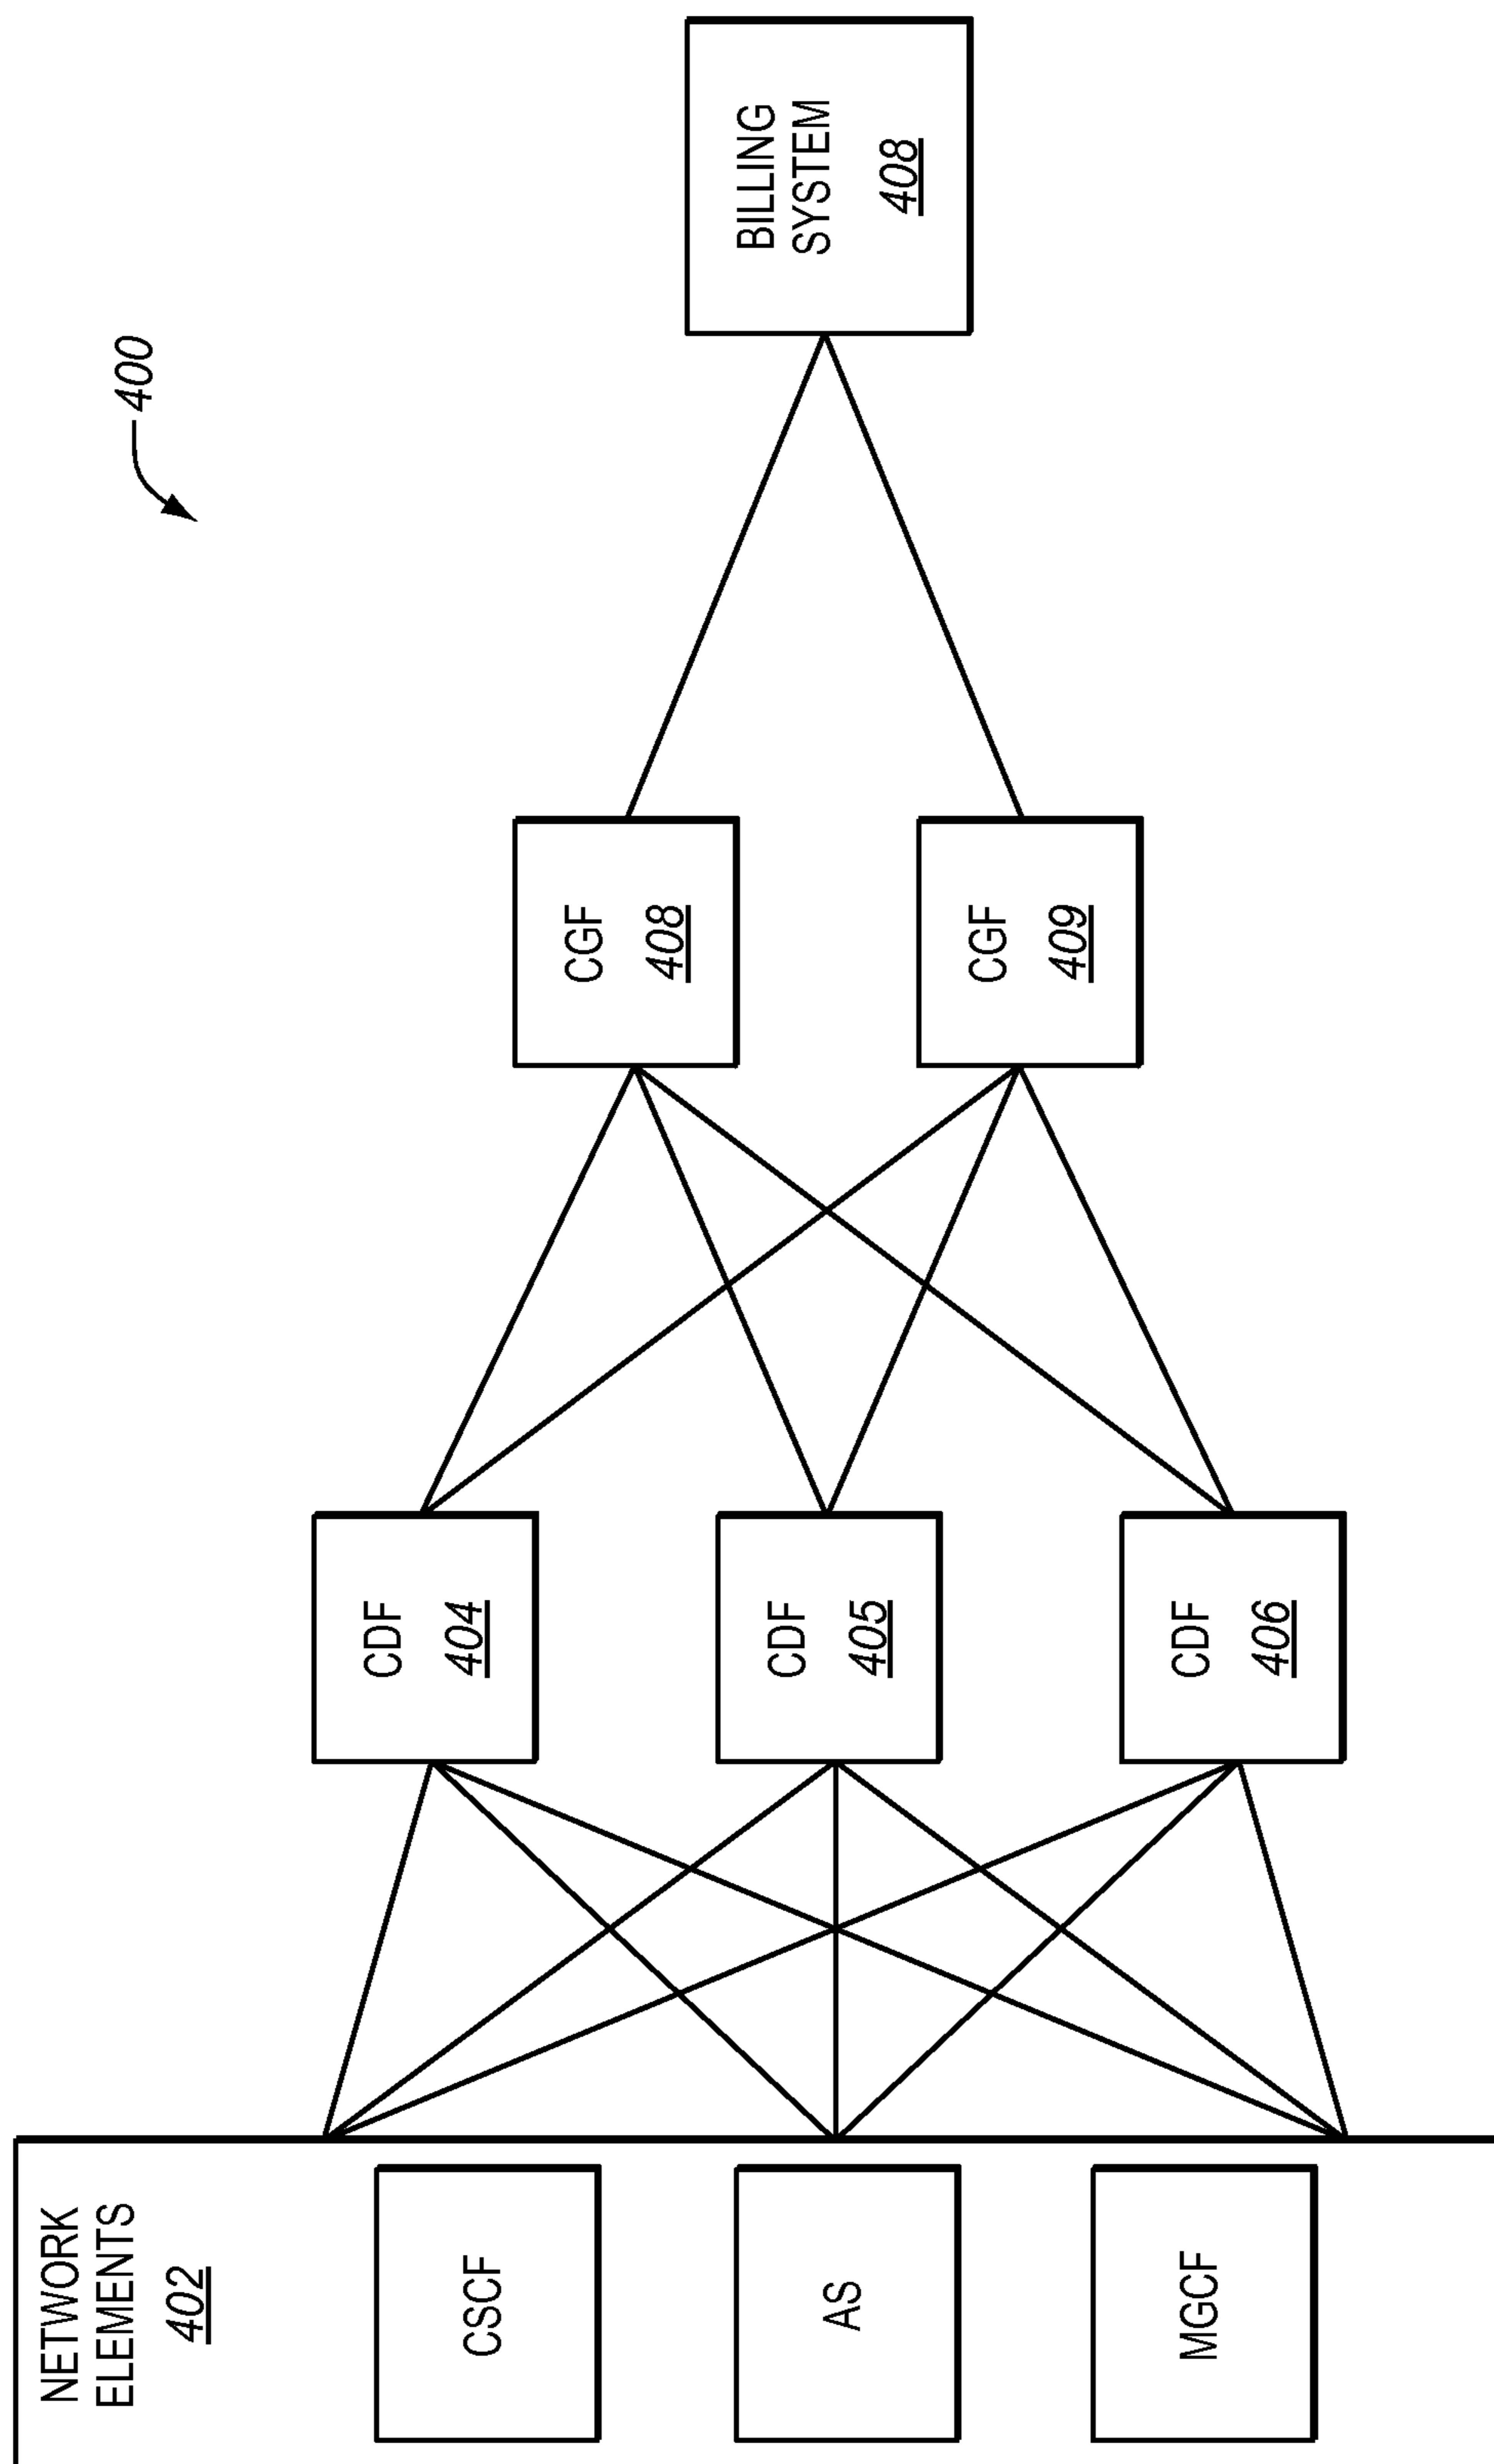 400
NETWORK
ELEMENTS
402
CSCF
AS
MGCF
CDF
404
CDF
405
CDF
406
CGF
408
CGF
409
BILLING
SYSTEM
408